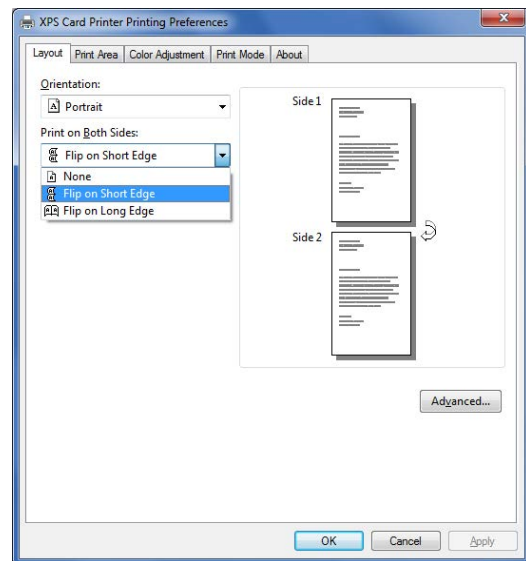 XPS Card Printer Printing Preferences
Layout Print Area Color Adjustment Print Mode About
Orientation:
Portrait
Print on Both Sides:
Flip on Short Edge
None
Flip on Short Edge
Flip on Long Edge
Side 1
Side 2
Advanced...
OK Cancel Apply